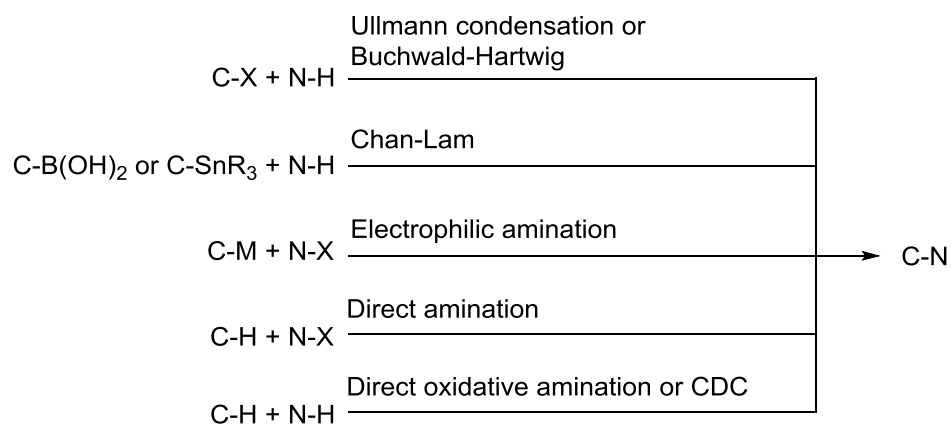 Ullmann condensation or
Buchwald-Hartwig
C-X + N-H
Chan-Lam
C-B(OH)₂ or C-SnR₃ + N-H
Electrophilic amination
C-M + N-X
C-N
Direct amination
C-H + N-X
Direct oxidative amination or CDC
C-H + N-H